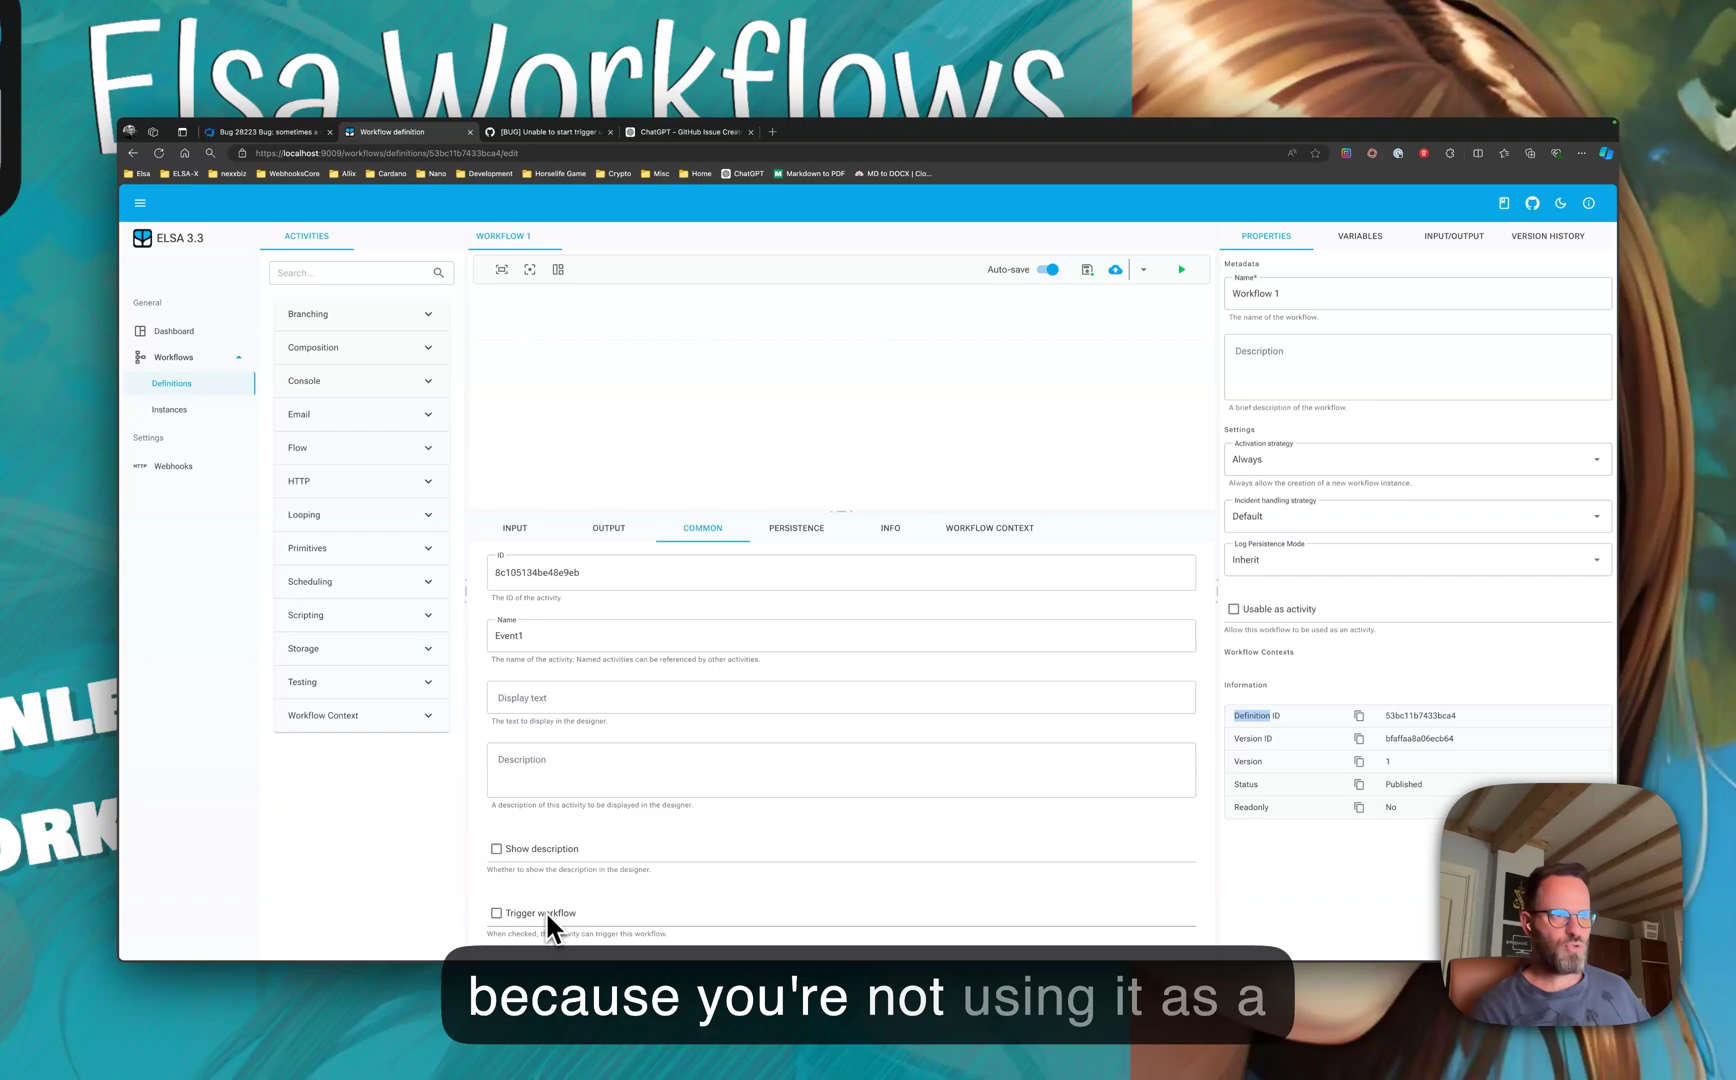 Elsa Workflows
Bug 28223 Bug: sometimes a
Workflow definition
[BUG] Unable to start trigger
ChatGPT - GitHub Issue Creat
https://localhost:9009/workflows/definitions/53bc11b7433bca4/edit
Elsa
ELSA-X
nexxbiz
WebhooksCore
Allix
Cardano
Nano
Development
Horselife Game
Crypto
Misc
Home
ChatGPT
Markdown to PDF
MD to DOCX | Clo...
ELSA 3.3
General
Dashboard
Workflows
Definitions
Instances
Settings
HTTP Webhooks
ACTIVITIES
Search...
Branching
Composition
Console
Email
Flow
HTTP
Looping
Primitives
Scheduling
Scripting
Storage
Testing
Workflow Context
WORKFLOW 1
Auto-save
INPUT
OUTPUT
COMMON
PERSISTENCE
INFO
WORKFLOW CONTEXT
ID
8c105134be48e9eb
The ID of the activity.
Name
Event1
The name of the activity. Named activities can be referenced by other activities.
Display text
The text to display in the designer.
Description
A description of this activity to be displayed in the designer.
Show description
Whether to show the description in the designer.
Trigger workflow
When checked, activity can trigger this workflow.
PROPERTIES
VARIABLES
INPUT/OUTPUT
VERSION HISTORY
Metadata
Name*
Workflow 1
The name of the workflow.
Description
A brief description of the workflow.
Settings
Activation strategy
Always
Always allow the creation of a new workflow instance.
Incident handling strategy
Default
Log Persistence Mode
Inherit
Usable as activity
Allow this workflow to be used as an activity.
Workflow Contexts
Information
Definition ID 53bc11b7433bca4
Version ID bfaffaa8a06ecb64
Version 1
Status Published
Readonly No
because you're not using it as a